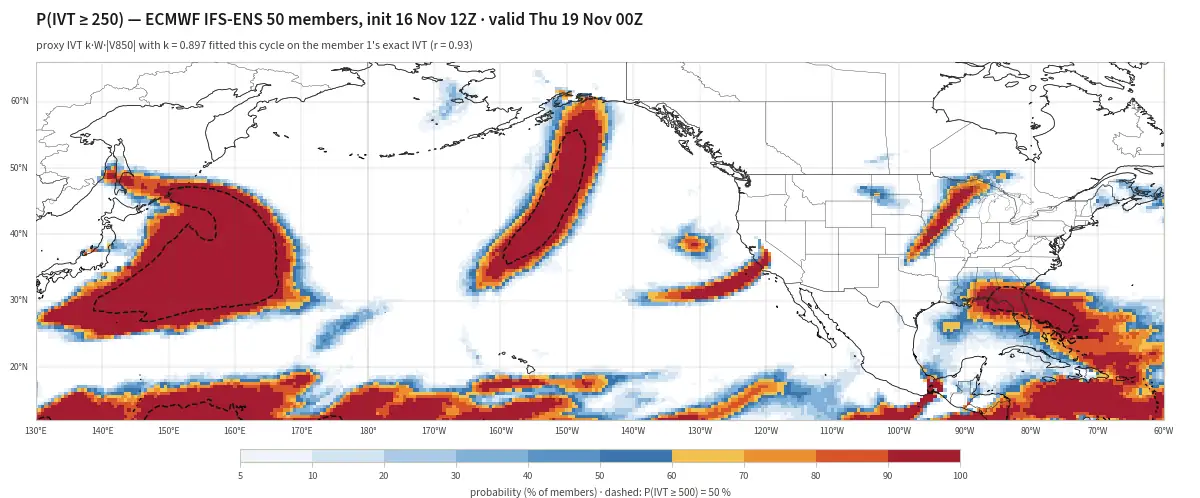 P(IVT ≥ 250) — ECMWF IFS-ENS 50 members, init 16 Nov 12Z · valid Thu 19 Nov 00Z
proxy IVT k·W·|V850| with k = 0.897 fitted this cycle on the member 1's exact IVT (r = 0.93)
60°N
50°N
40°N
30°N
20°N
130°E 140°E 150°E 160°E 170°E 180° 170°W 160°W 150°W 140°W 130°W 120°W 110°W 100°W 90°W 80°W 70°W 60°W
5 10 20 30 40 50 60 70 80 90 100
probability (% of members) · dashed: P(IVT ≥ 500) = 50 %